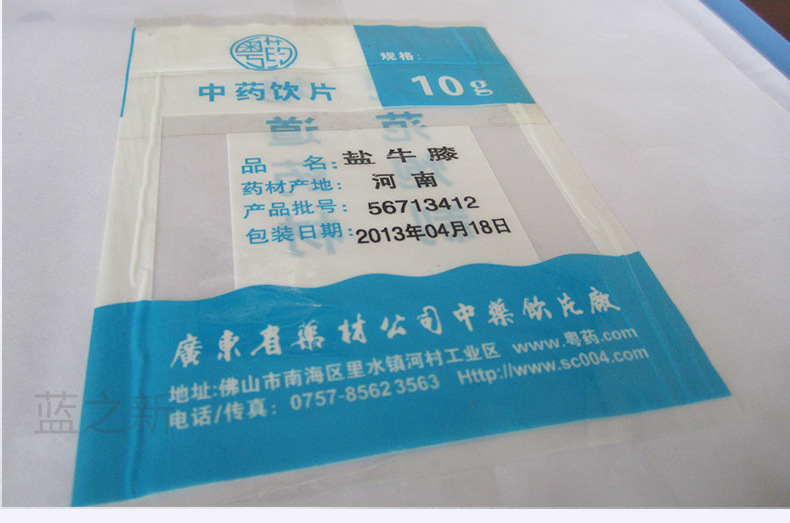 粤药
规格：
中药饮片
10g
品 名：盐牛膝
药材产地：河南
产品批号：56713412
包装日期：2013年04月18日
廣東省藥材公司中藥飲片廠
地址:佛山市南海区里水镇河村工业区 www.粤药.com
电话/传真：0757-85623563 Http://www.sc004.com
蓝之新